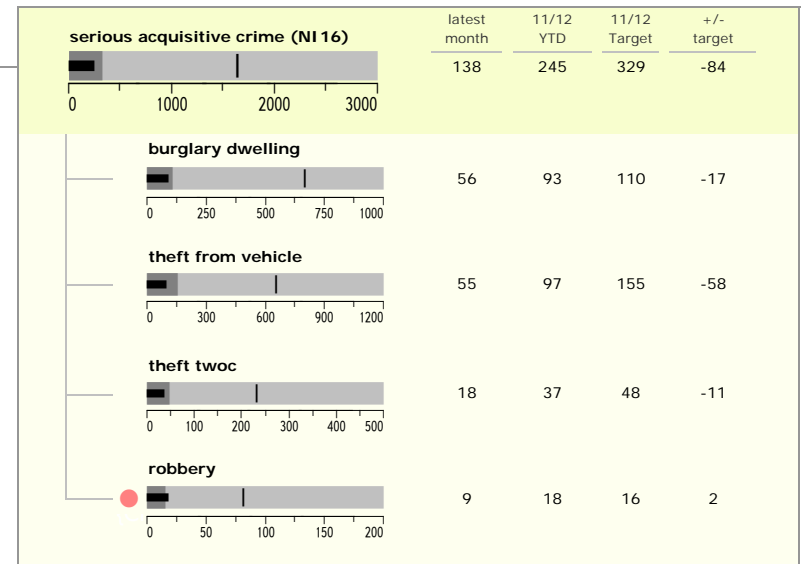 latest 11/12 11/12 +/-
serious acquisitive crime (NI 16) month YTD Target target
138 245 329 -84
0 1000 2000 3000
burglary dwelling
56 93 110 -17
0 250 500 750 1000
theft from vehicle
55 97 155 -58
0 300 600 900 1200
theft twoc
18 37 48 -11
0 100 200 300 400 500
robbery
9 18 16 2
0 50 100 150 200